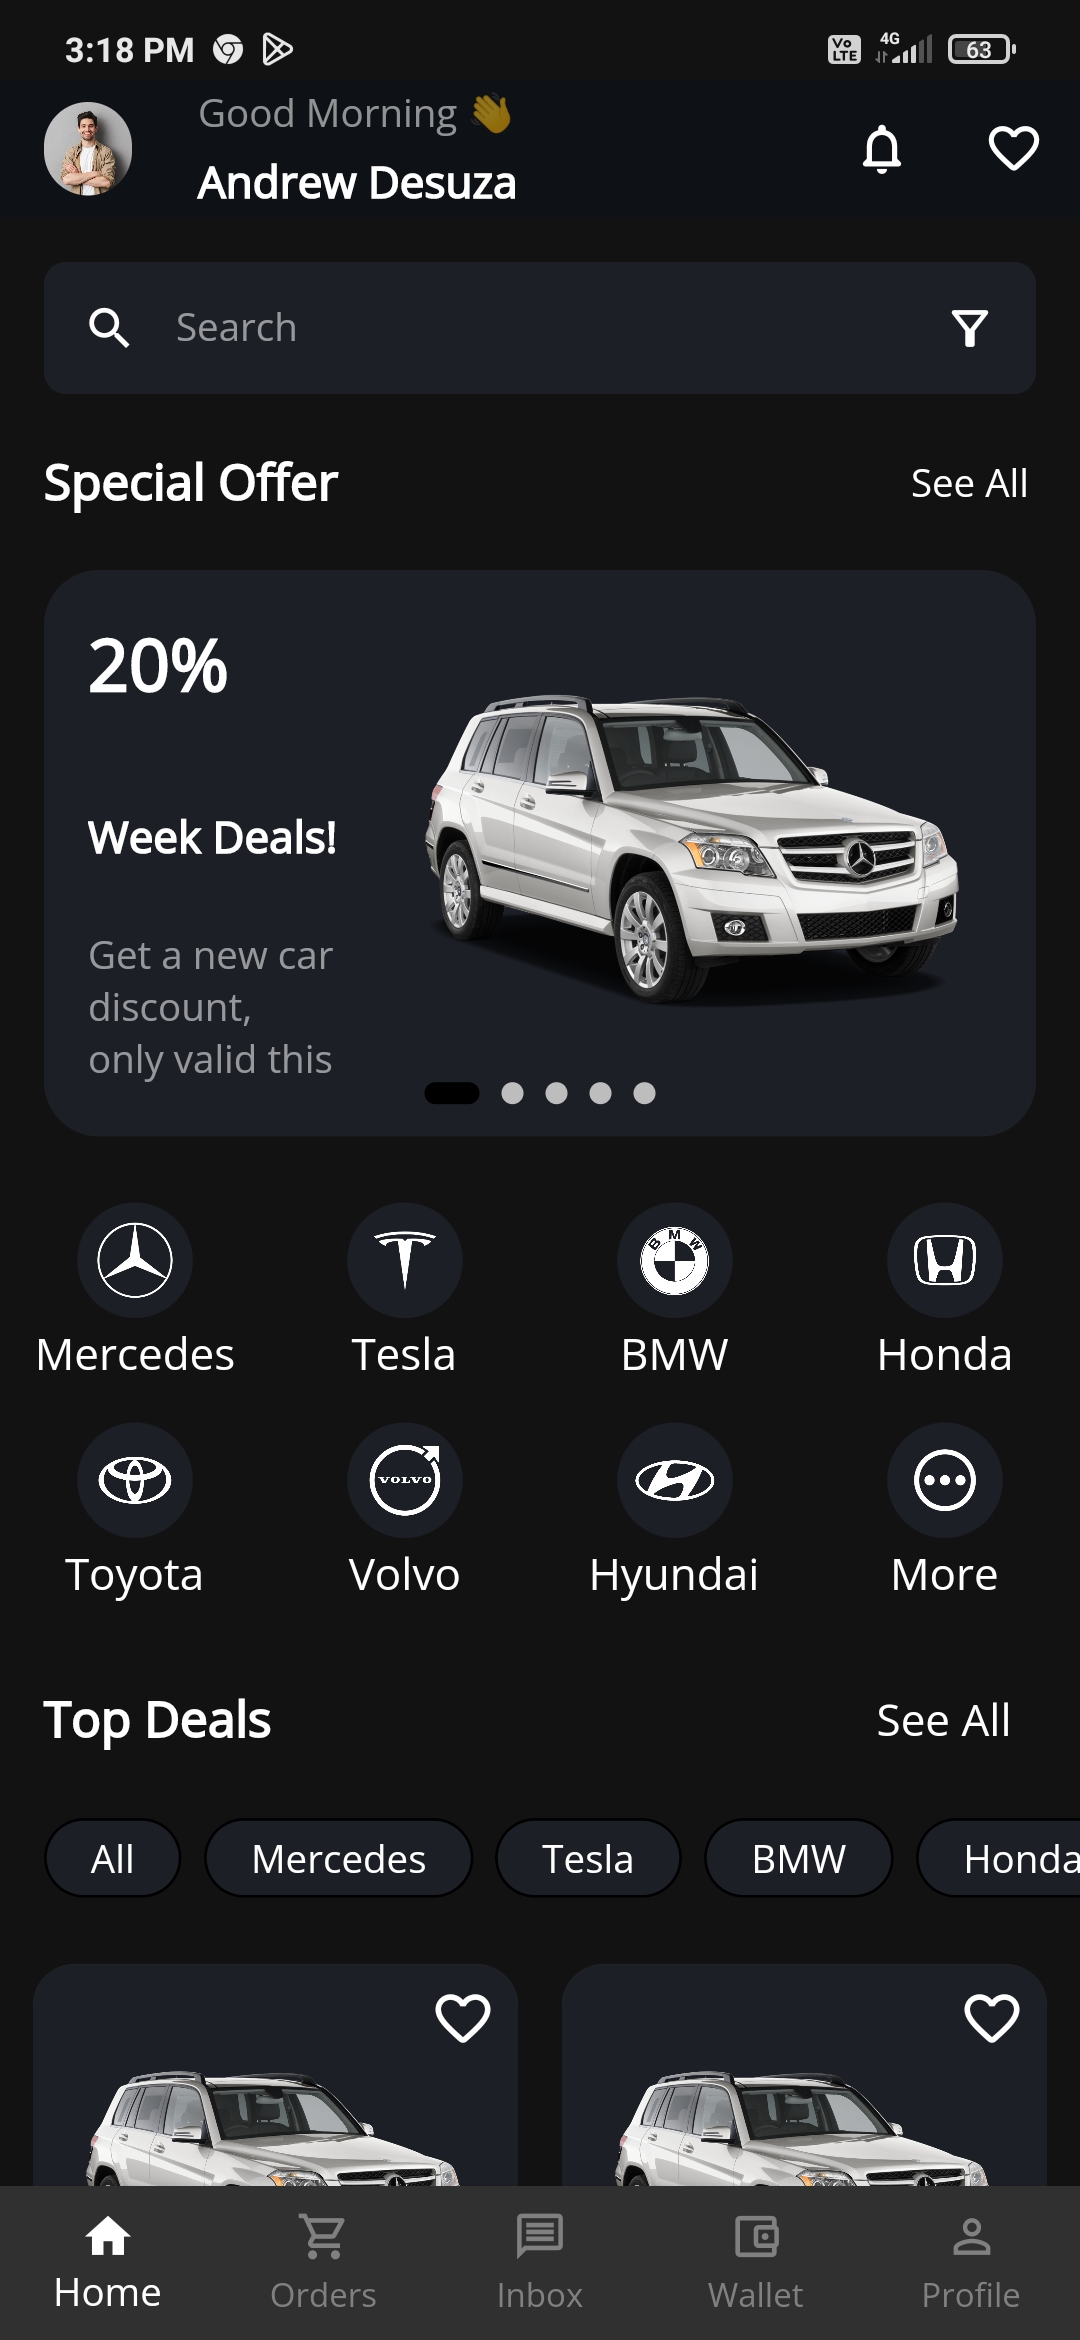 3:18 PM
Vo LTE
4G
63
Good Morning 👋
Andrew Desuza
Search
Special Offer
See All
20%
Week Deals!
Get a new car
discount,
only valid this
BMW
VOLVO
Mercedes
Tesla
BMW
Honda
Toyota
Volvo
Hyundai
More
Top Deals
See All
All
Mercedes
Tesla
BMW
Honda
Home
Orders
Inbox
Wallet
Profile